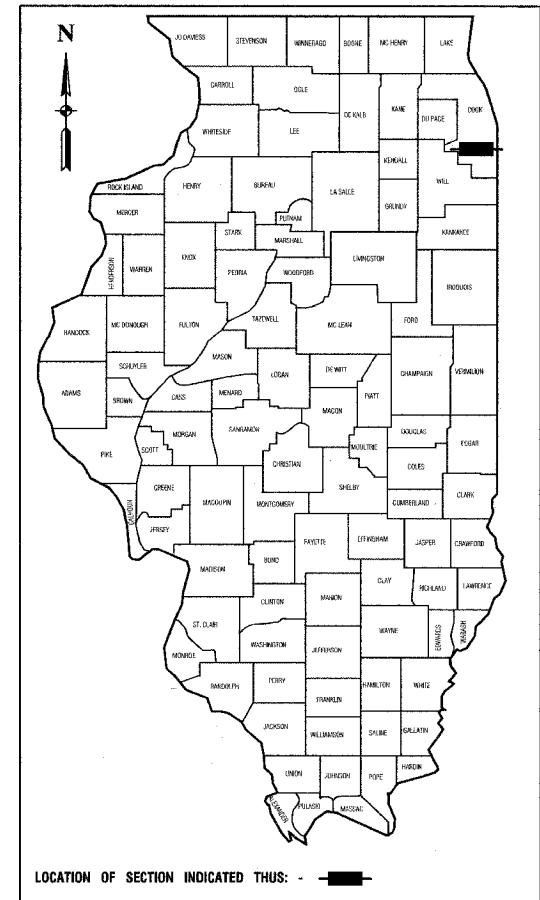 N
JO DAVIESS STEVENSON WINNEBAGO BOONE MC HENRY LAKE
CARROLL OGLE DE KALB KANE COOK
DU PAGE
WHITESIDE LEE
KENDALL WILL
ROCK ISLAND HENRY BUREAU LA SALLE
GRUNDY
MERCER PUTNAM
STARK MARSHALL KANKAKEE
HENDERSON WARREN KNOX PEORIA WOODFORD LIVINGSTON
IROQUOIS
HANCOCK MC DONOUGH FULTON TAZEWELL MC LEAN FORD
SCHUYLER MASON
ADAMS BROWN CASS MENARD LOGAN DE WITT CHAMPAIGN VERMILION
PIATT
MACON
PIKE SCOTT MORGAN SANGAMON MOULTRIE DOUGLAS EDGAR
CHRISTIAN COLES
GREENE SHELBY
CALHOUN MACOUPIN MONTGOMERY CUMBERLAND CLARK
JERSEY
FAYETTE EFFINGHAM JASPER CRAWFORD
MADISON BOND
CLAY RICHLAND LAWRENCE
CLINTON MARION
ST. CLAIR WAYNE EDWARDS WABASH
WASHINGTON JEFFERSON
MONROE
RANDOLPH PERRY HAMILTON WHITE
FRANKLIN
JACKSON WILLIAMSON SALINE GALLATIN
UNION JOHNSON POPE HARDIN
ALEXANDER PULASKI MASSAC
LOCATION OF SECTION INDICATED THUS: -